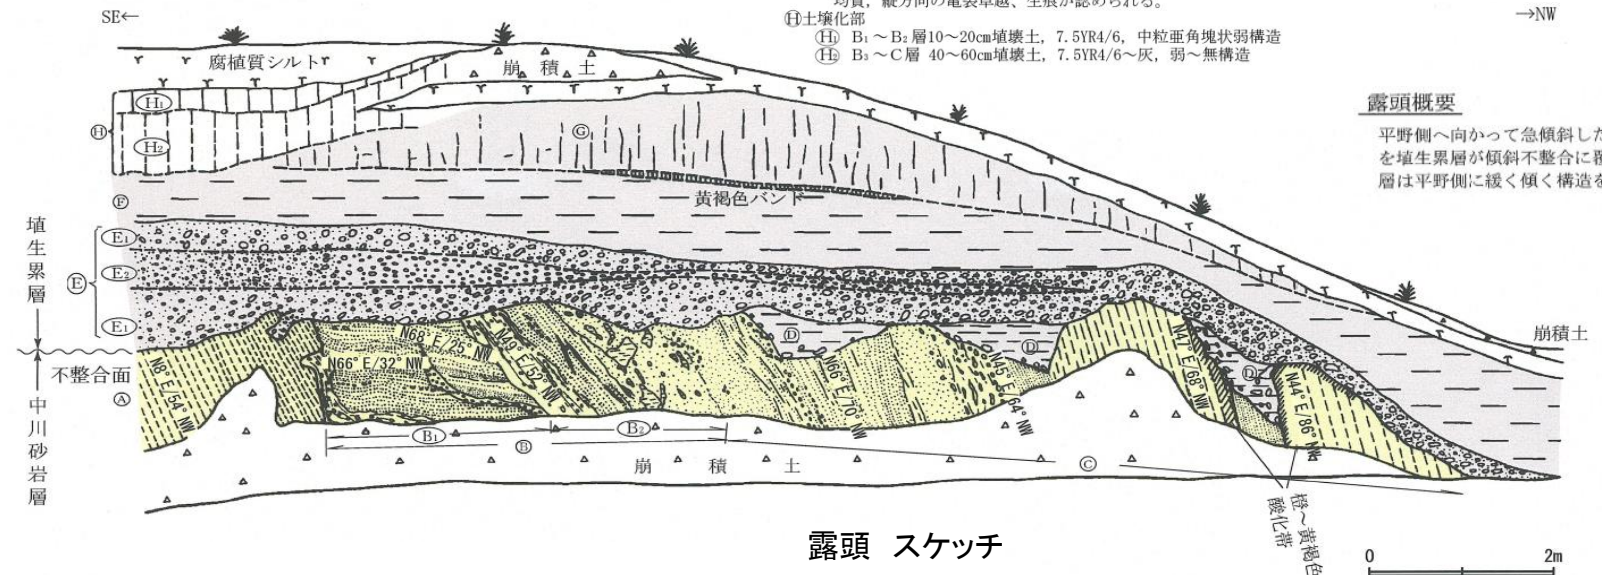 SE←
均質，縦方向の亀裂卓越、生痕が認められる。
Ⓗ土壌化部
H₁ B₁～B₂層10～20㎝埴壊土，7.5YR4/6，中粒亜角塊状弱構造
H₂ B₃～C層 40～60㎝埴壊土，7.5YR4/6～灰，弱～無構造
→NW
腐植質シルト
崩積土
露頭概要
平野側へ向かって急傾斜した
を埴生累層が傾斜不整合に覆
層は平野側に緩く傾く構造を
H
H₁
H₂
G
F
黄褐色バンド
埴生累層
E
E₁
E₂
E₁
D
D
D
崩積土
不整合面
A
中川砂岩層
N8°E/54°NW
N66°E/32°NW
N68°E/25°NW
N66°E/70°NW
N47°E/68°NW
N44°E 86°NW
B₁
B₂
B
C
崩積土
橙～黄褐色
酸化帯
露頭 スケッチ
0 2m